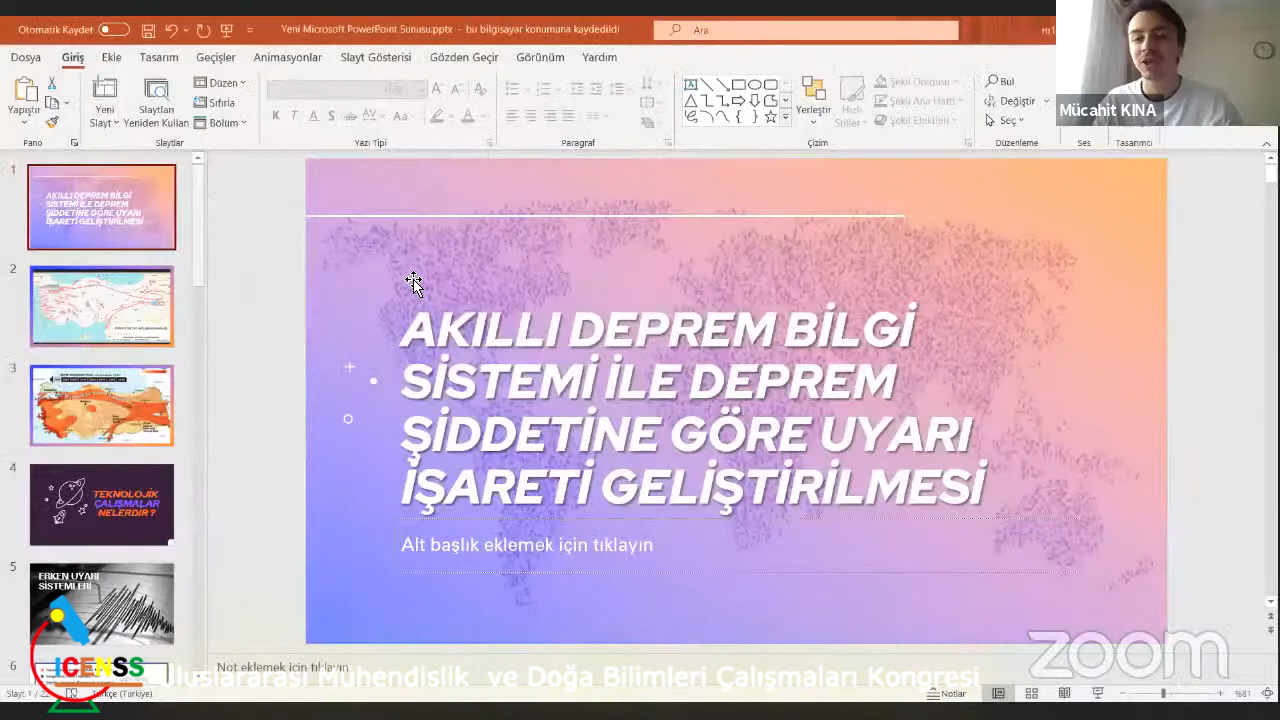 Otomatik Kaydet
Yeni Microsoft PowerPoint Sunusu.pptx - bu bilgisayar konumuna kaydedildi
Ara
Dosya Giriş Ekle Tasarım Geçişler Animasyonlar Slayt Gösterisi Gözden Geçir Görünüm Yardım
Yapıştır
Yeni
Slayt
Slaytları
Yeniden Kullan
Düzen
Sıfırla
Bölüm
Yerleştir
Hızlı
Stiller
Şekil Dolgusu
Şekil Ana Hattı
Şekil Efektleri
Bul
Değiştir
Seç
Pano Slaytlar Yazı Tipi Paragraf Çizim Düzenleme Ses Tasarımcı
Mücahit KINA
1
AKILLI DEPREM BİLGİ
SİSTEMİ İLE DEPREM
ŞİDDETİNE GÖRE UYARI
İŞARETİ GELİŞTİRİLMESİ
2
3
4
TEKNOLOJİK
ÇALIŞMALAR
NELERDİR ?
5
ERKEN UYARI
SİSTEMLERİ
6
AKILLI DEPREM BİLGİ
SİSTEMİ İLE DEPREM
ŞİDDETİNE GÖRE UYARI
İŞARETİ GELİŞTİRİLMESİ
Alt başlık eklemek için tıklayın
zoom
ICENSS
Not eklemek için tıklayın
Uluslararası
Doğa Bilimleri
Türkçe (Türkiye)
Notlar
%81